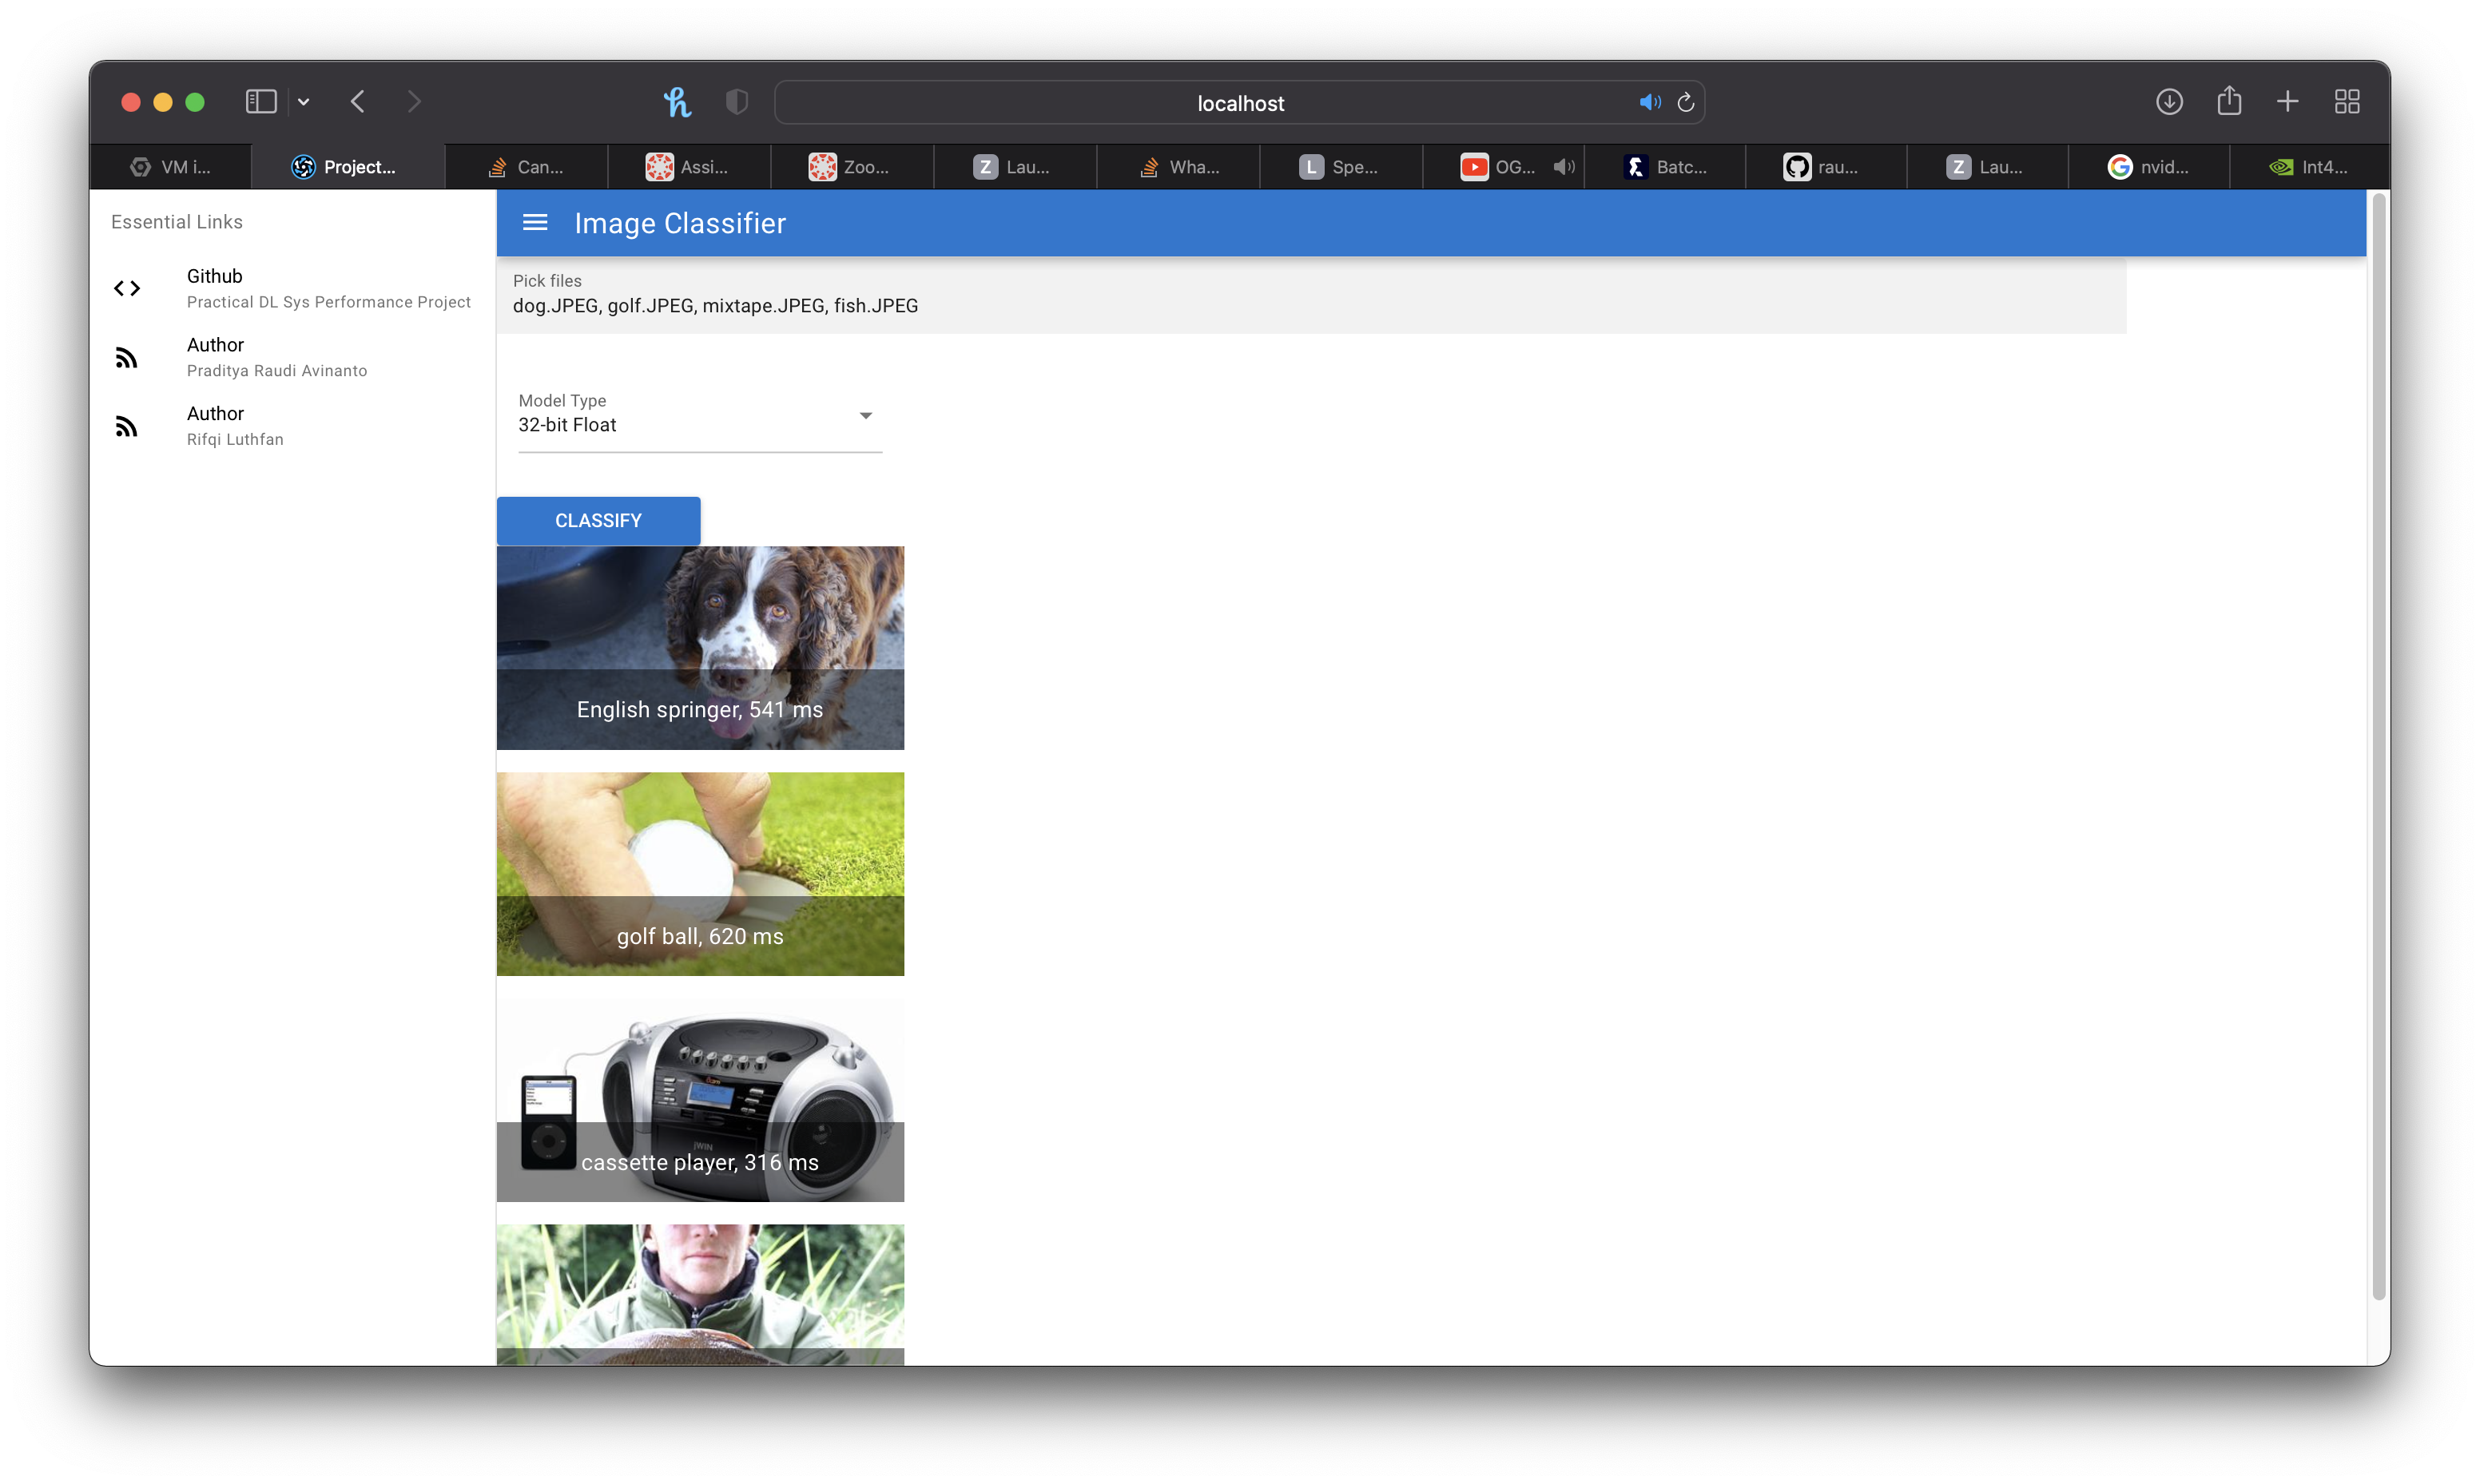 localhost
VM i...
Project...
Can...
Assi...
Zoo...
Z
Lau...
Wha...
L
Spe...
OG...
Batc...
rau...
Z
Lau...
nvid...
Int4...
Essential Links
Github
Practical DL Sys Performance Project
Author
Praditya Raudi Avinanto
Author
Rifqi Luthfan
Image Classifier
Pick files
dog.JPEG, golf.JPEG, mixtape.JPEG, fish.JPEG
Model Type
32-bit Float
CLASSIFY
English springer, 541 ms
golf ball, 620 ms
jWIN
cassette player, 316 ms